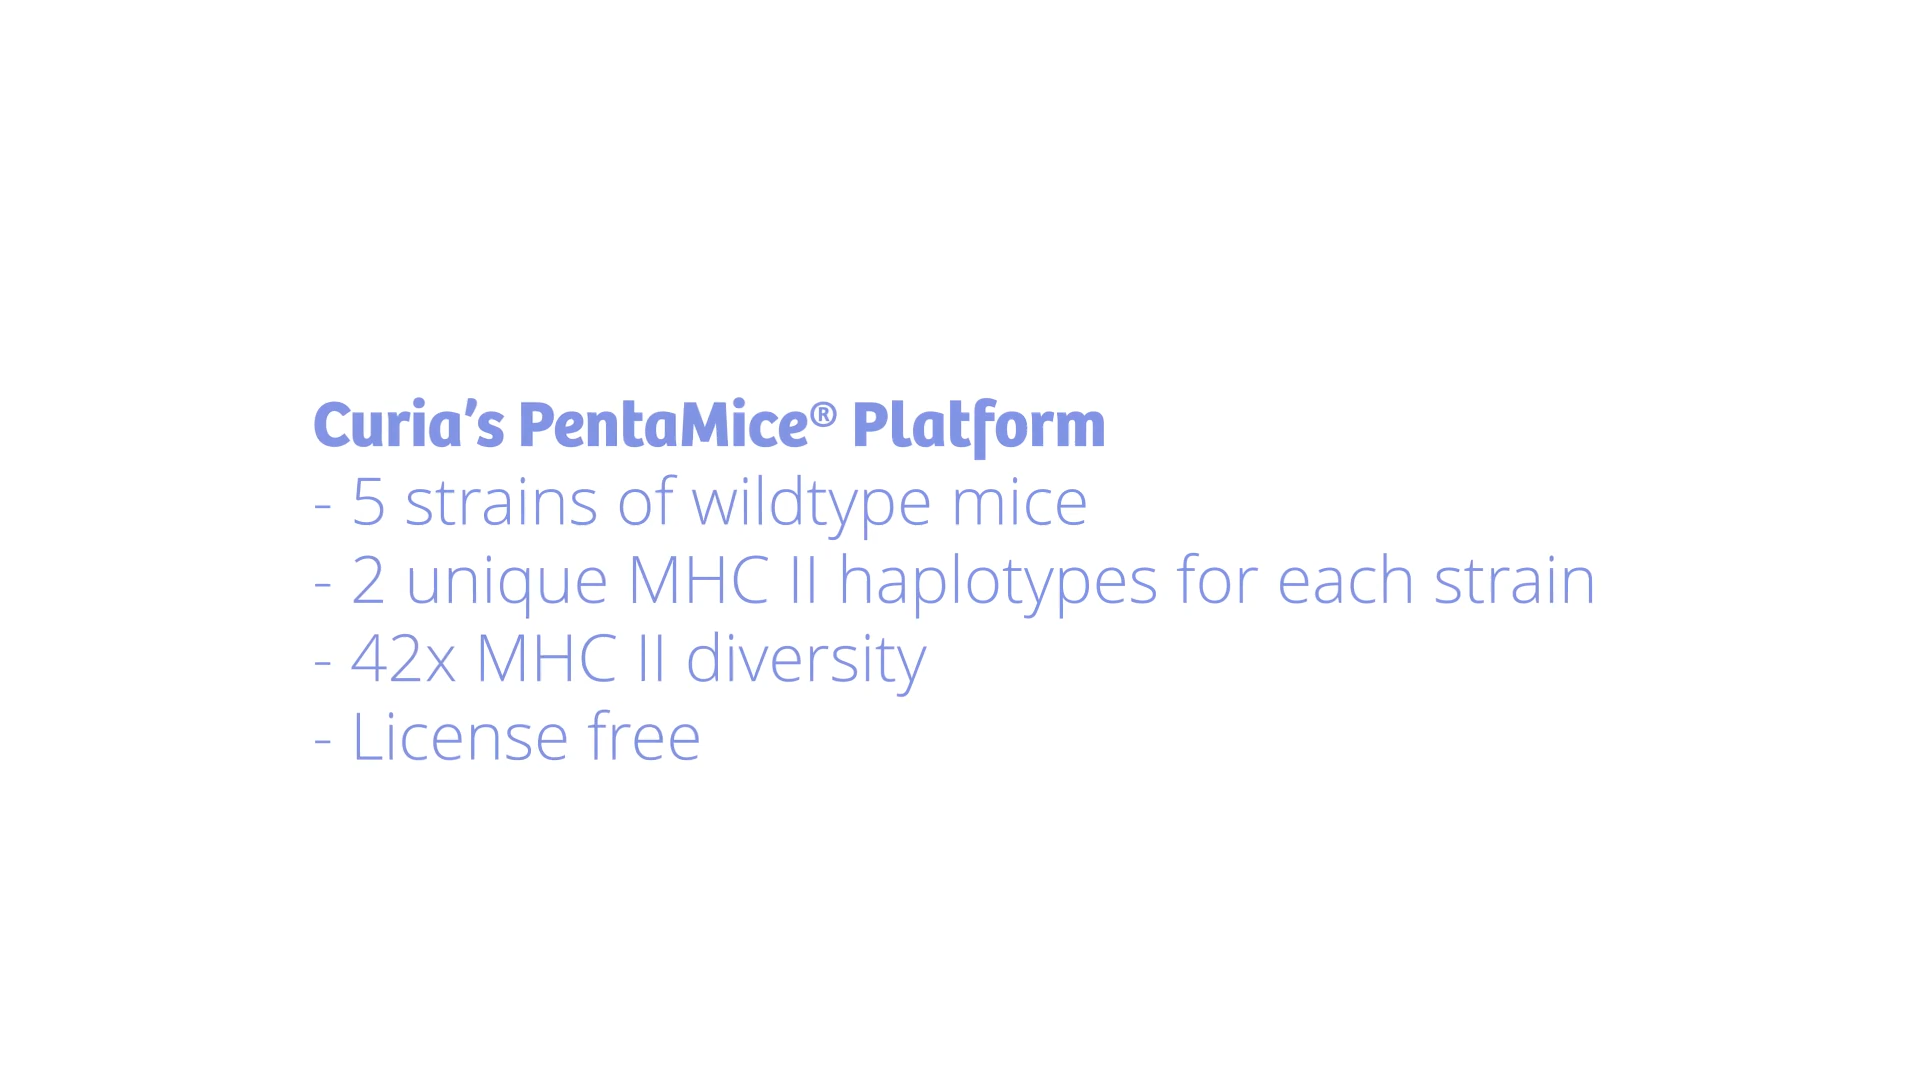 Curia’s PentaMice® Platform
- 5 strains of wildtype mice
- 2 unique MHC II haplotypes for each strain
- 42x MHC II diversity
- License free